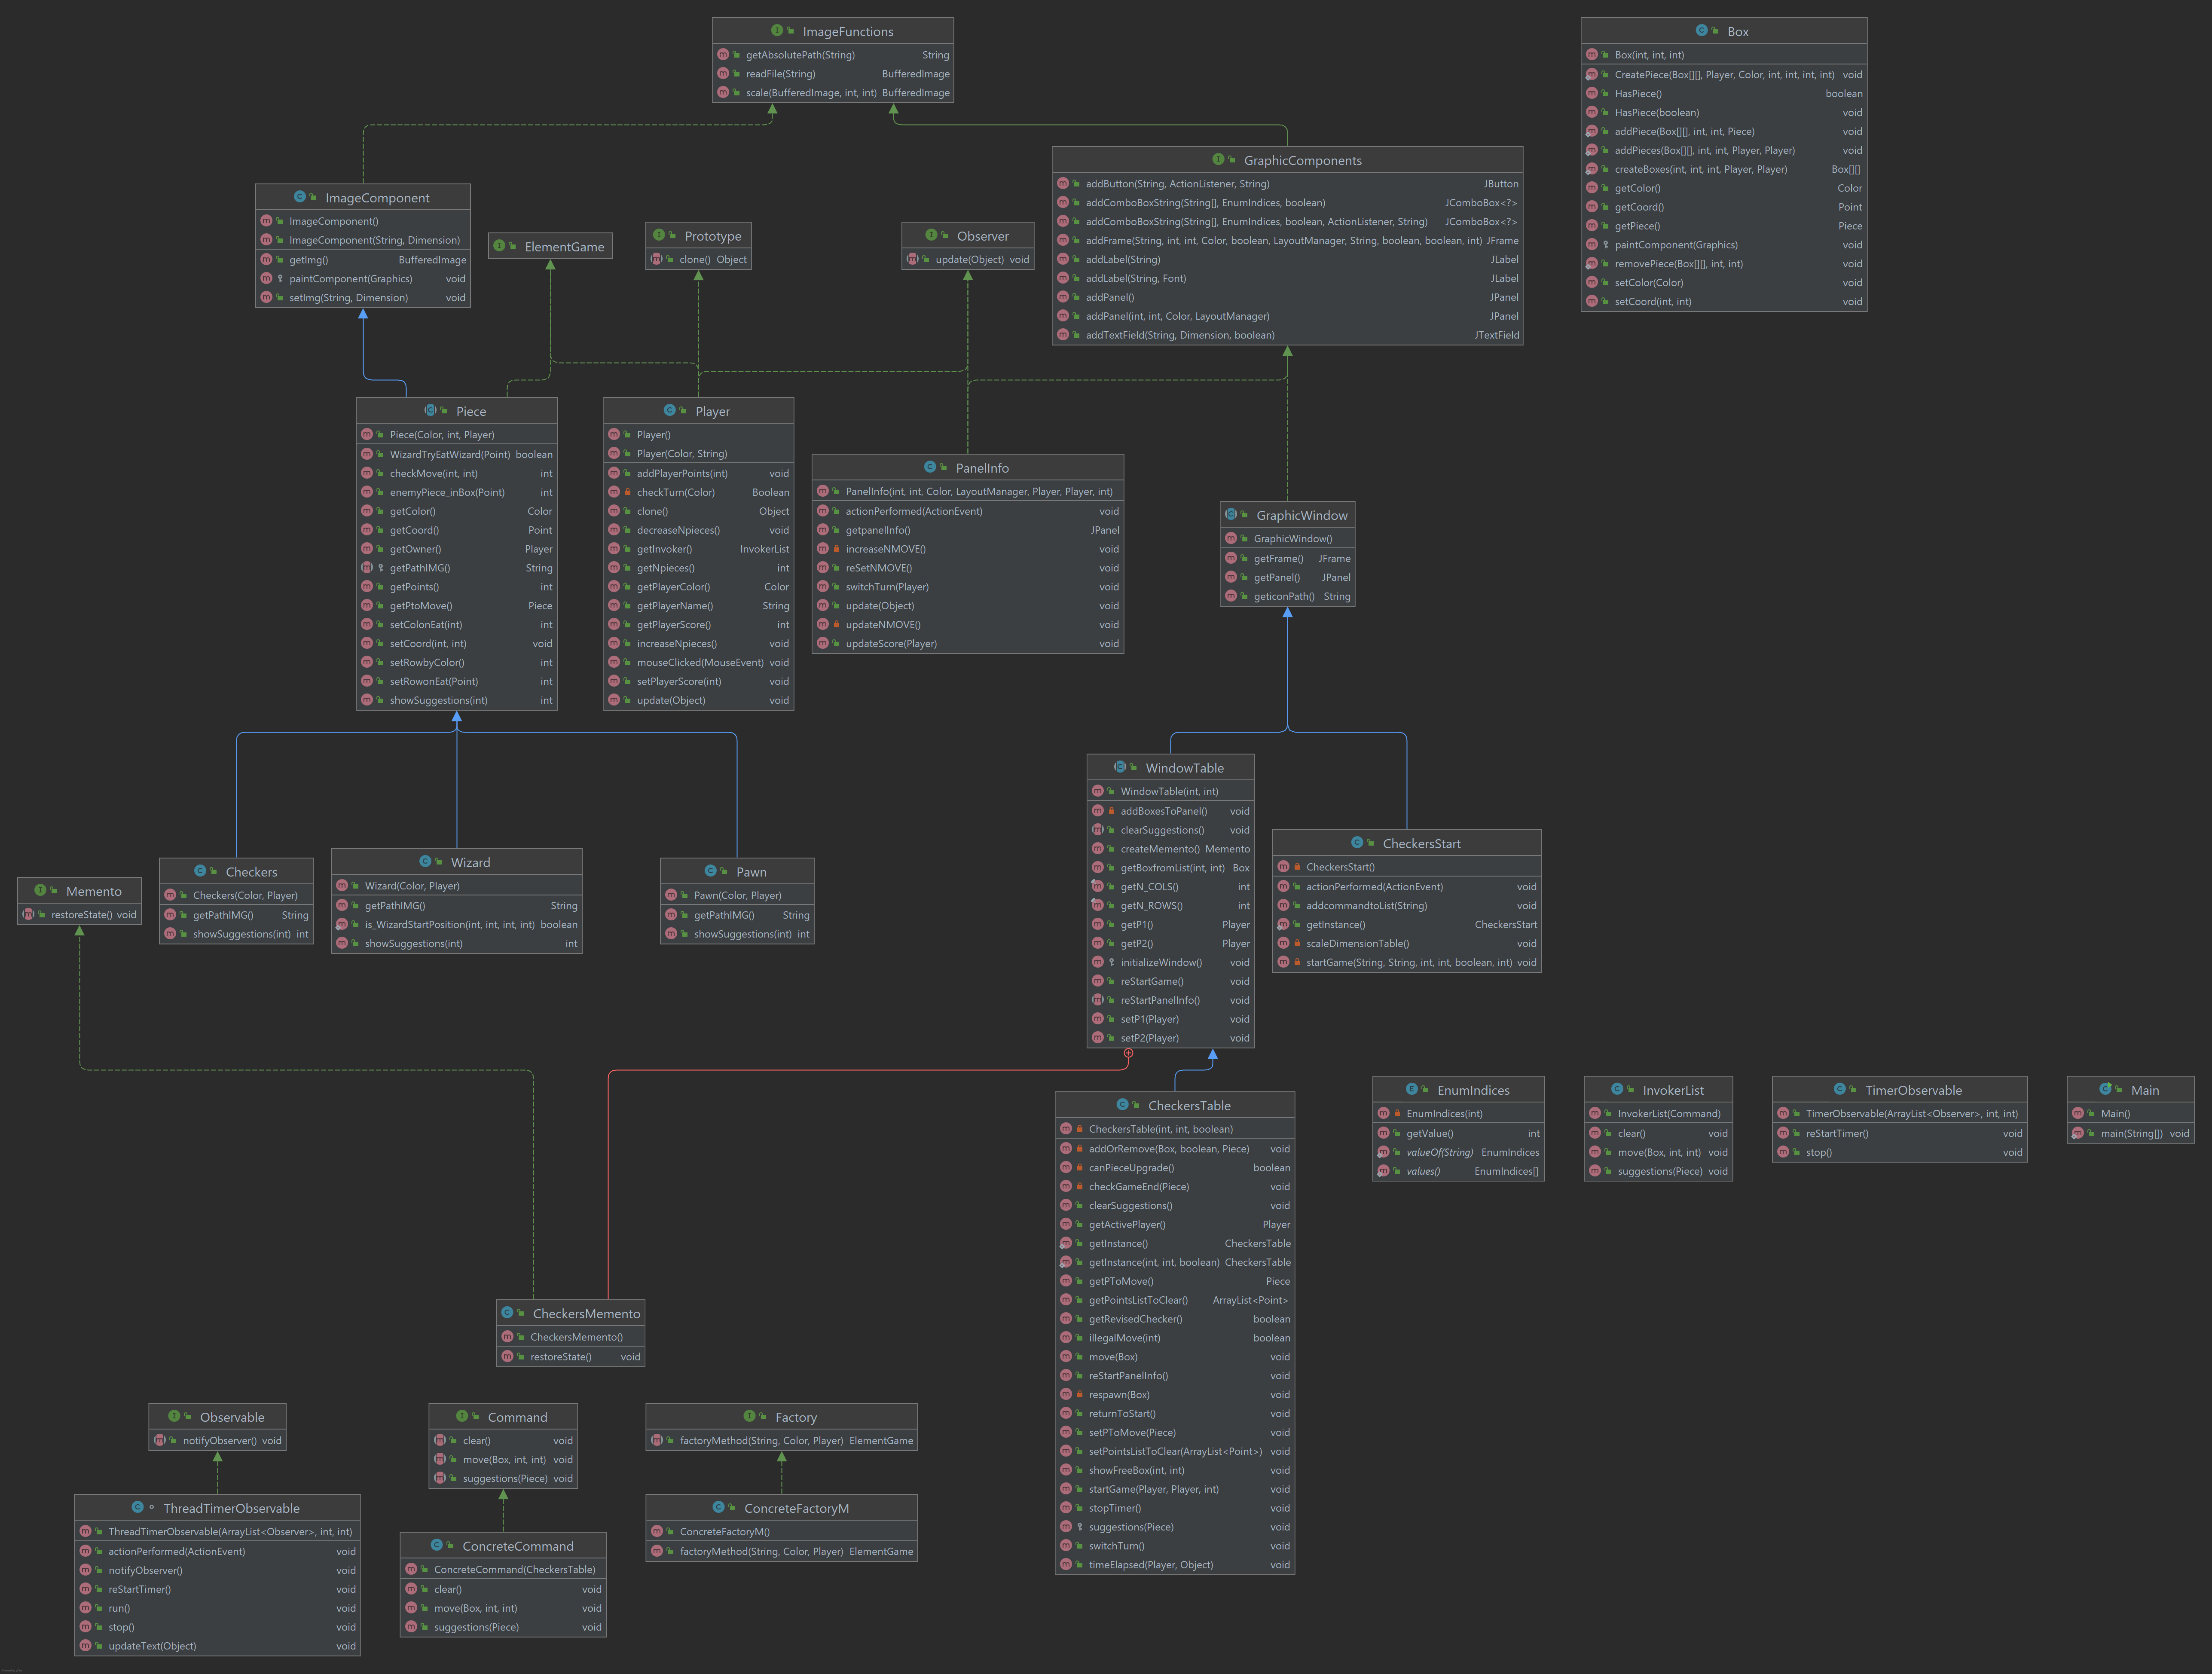 ImageFunctions
getAbsolutePath(String) String
readFile(String) BufferedImage
scale(BufferedImage, int, int) BufferedImage
Box
Box(int, int, int)
CreatePiece(Box[][], Player, Color, int, int, int, int) void
HasPiece() boolean
HasPiece(boolean) void
addPiece(Box[][], int, int, Piece) void
addPieces(Box[][], int, int, Player, Player) void
createBoxes(int, int, int, Player, Player) Box[][]
getColor() Color
getCoord() Point
getPiece() Piece
paintComponent(Graphics) void
removePiece(Box[][], int, int) void
setColor(Color) void
setCoord(int, int) void
GraphicComponents
addButton(String, ActionListener, String) JButton
addComboBoxString(String[], EnumIndices, boolean) JComboBox<?>
addComboBoxString(String[], EnumIndices, boolean, ActionListener, String) JComboBox<?>
addFrame(String, int, int, Color, boolean, LayoutManager, String, boolean, boolean, int) JFrame
addLabel(String) JLabel
addLabel(String, Font) JLabel
addPanel() JPanel
addPanel(int, int, Color, LayoutManager) JPanel
addTextField(String, Dimension, boolean) JTextField
ImageComponent
ImageComponent()
ImageComponent(String, Dimension)
getImg() BufferedImage
paintComponent(Graphics) void
setImg(String, Dimension) void
ElementGame
Prototype
clone() Object
Observer
update(Object) void
Piece
Piece(Color, int, Player)
WizardTryEatWizard(Point) boolean
checkMove(int, int) int
enemyPiece_inBox(Point) int
getColor() Color
getCoord() Point
getOwner() Player
getPathIMG() String
getPoints() int
getPtoMove() Piece
setColonEat(int) int
setCoord(int, int) void
setRowbyColor() int
setRowonEat(Point) int
showSuggestions(int) int
Player
Player()
Player(Color, String)
addPlayerPoints(int) void
checkTurn(Color) Boolean
clone() Object
decreaseNpieces() void
getInvoker() InvokerList
getNpieces() int
getPlayerColor() Color
getPlayerName() String
getPlayerScore() int
increaseNpieces() void
mouseClicked(MouseEvent) void
setPlayerScore(int) void
update(Object) void
PanelInfo
PanelInfo(int, int, Color, LayoutManager, Player, Player, int)
actionPerformed(ActionEvent) void
getpanelInfo() JPanel
increaseNMOVE() void
reSetNMOVE() void
switchTurn(Player) void
update(Object) void
updateNMOVE() void
updateScore(Player) void
GraphicWindow
GraphicWindow()
getFrame() JFrame
getPanel() JPanel
geticonPath() String
WindowTable
WindowTable(int, int)
addBoxesToPanel() void
clearSuggestions() void
createMemento() Memento
getBoxfromList(int, int) Box
getN_COLS() int
getN_ROWS() int
getP1() Player
getP2() Player
initializeWindow() void
reStartGame() void
reStartPanelInfo() void
setP1(Player) void
setP2(Player) void
CheckersStart
CheckersStart()
actionPerformed(ActionEvent) void
addcommandtoList(String) void
getInstance() CheckersStart
scaleDimensionTable() void
startGame(String, String, int, int, boolean, int) void
Memento
restoreState() void
Checkers
Checkers(Color, Player)
getPathIMG() String
showSuggestions(int) int
Wizard
Wizard(Color, Player)
getPathIMG() String
is_WizardStartPosition(int, int, int, int) boolean
showSuggestions(int) int
Pawn
Pawn(Color, Player)
getPathIMG() String
showSuggestions(int) int
CheckersTable
CheckersTable(int, int, boolean)
addOrRemove(Box, boolean, Piece) void
canPieceUpgrade() boolean
checkGameEnd(Piece) void
clearSuggestions() void
getActivePlayer() Player
getInstance() CheckersTable
getInstance(int, int, boolean) CheckersTable
getPToMove() Piece
getPointsListToClear() ArrayList<Point>
getRevisedChecker() boolean
illegalMove(int) boolean
move(Box) void
reStartPanelInfo() void
respawn(Box) void
returnToStart() void
setPToMove(Piece) void
setPointsListToClear(ArrayList<Point>) void
showFreeBox(int, int) void
startGame(Player, Player, int) void
stopTimer() void
suggestions(Piece) void
switchTurn() void
timeElapsed(Player, Object) void
EnumIndices
EnumIndices(int)
getValue() int
valueOf(String) EnumIndices
values() EnumIndices[]
InvokerList
InvokerList(Command)
clear() void
move(Box, int, int) void
suggestions(Piece) void
TimerObservable
TimerObservable(ArrayList<Observer>, int, int)
reStartTimer() void
stop() void
Main
Main()
main(String[]) void
CheckersMemento
CheckersMemento()
restoreState() void
Observable
notifyObserver() void
Command
clear() void
move(Box, int, int) void
suggestions(Piece) void
Factory
factoryMethod(String, Color, Player) ElementGame
ThreadTimerObservable
ThreadTimerObservable(ArrayList<Observer>, int, int)
actionPerformed(ActionEvent) void
notifyObserver() void
reStartTimer() void
run() void
stop() void
updateText(Object) void
ConcreteCommand
ConcreteCommand(CheckersTable)
clear() void
move(Box, int, int) void
suggestions(Piece) void
ConcreteFactoryM
ConcreteFactoryM()
factoryMethod(String, Color, Player) ElementGame